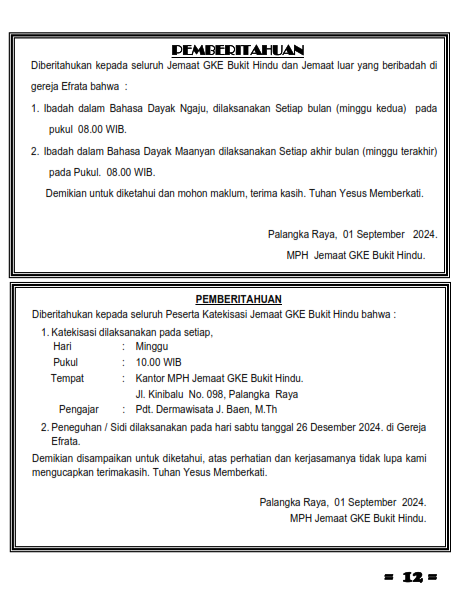 PEMBERITAHUAN
Diberitahukan kepada seluruh Jemaat GKE Bukit Hindu dan Jemaat luar yang beribadah di
gereja Efrata bahwa :
1. Ibadah dalam Bahasa Dayak Ngaju, dilaksanakan Setiap bulan (minggu kedua) pada
pukul 08.00 WIB.
2. Ibadah dalam Bahasa Dayak Maanyan dilaksanakan Setiap akhir bulan (minggu terakhir)
pada Pukul. 08.00 WIB.
Demikian untuk diketahui dan mohon maklum, terima kasih. Tuhan Yesus Memberkati.
Palangka Raya, 01 September 2024.
MPH Jemaat GKE Bukit Hindu.
PEMBERITAHUAN
Diberitahukan kepada seluruh Peserta Katekisasi Jemaat GKE Bukit Hindu bahwa :
1. Katekisasi dilaksanakan pada setiap,
Hari : Minggu
Pukul : 10.00 WIB
Tempat : Kantor MPH Jemaat GKE Bukit Hindu.
Jl. Kinibalu No. 098, Palangka Raya
Pengajar : Pdt. Dermawisata J. Baen, M.Th
2. Peneguhan / Sidi dilaksanakan pada hari sabtu tanggal 26 Desember 2024. di Gereja
Efrata.
Demikian disampaikan untuk diketahui, atas perhatian dan kerjasamanya tidak lupa kami
mengucapkan terimakasih. Tuhan Yesus Memberkati.
Palangka Raya, 01 September 2024.
MPH Jemaat GKE Bukit Hindu.
= 12 =